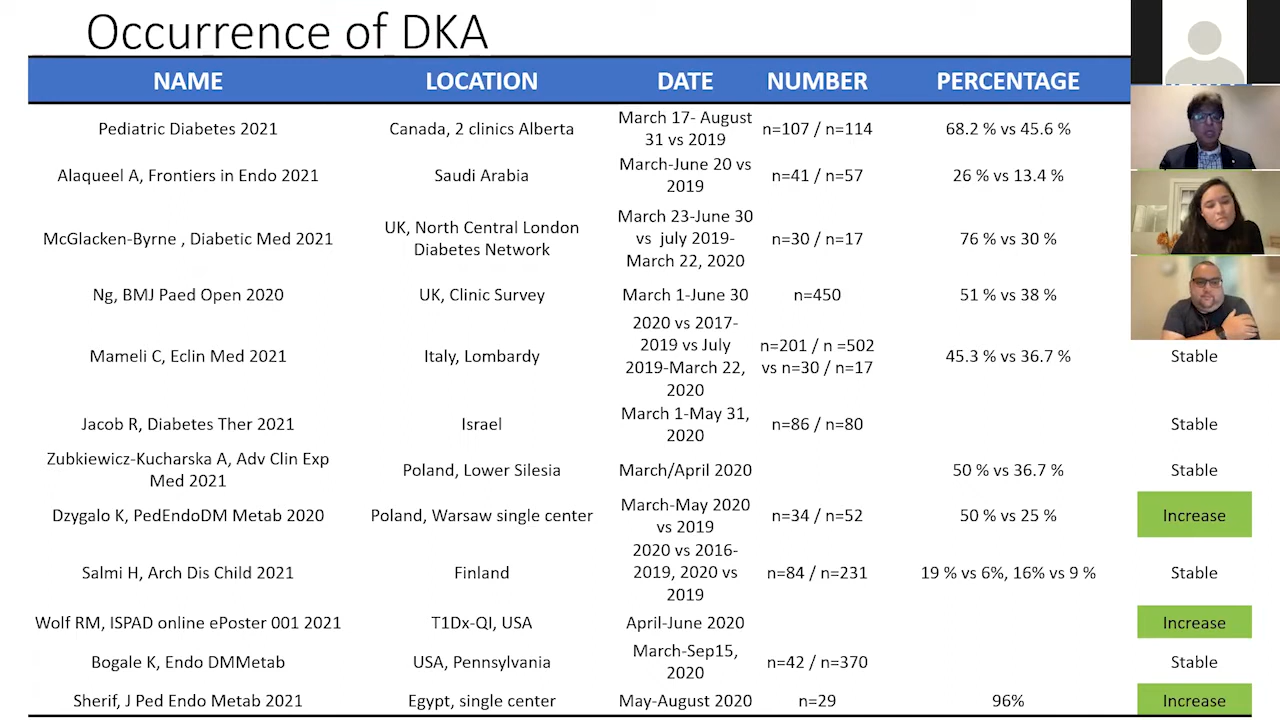 Occurrence of DKA
NAME LOCATION DATE NUMBER PERCENTAGE
Pediatric Diabetes 2021 Canada, 2 clinics Alberta March 17- August
31 vs 2019 n=107 / n=114 68.2 % vs 45.6 %
Alaqueel A, Frontiers in Endo 2021 Saudi Arabia March-June 20 vs
2019 n=41 / n=57 26 % vs 13.4 %
McGlacken-Byrne , Diabetic Med 2021 UK, North Central London
Diabetes Network March 23-June 30
vs july 2019-
March 22, 2020 n=30 / n=17 76 % vs 30 %
Ng, BMJ Paed Open 2020 UK, Clinic Survey March 1-June 30 n=450 51 % vs 38 %
Mameli C, Eclin Med 2021 Italy, Lombardy 2020 vs 2017-
2019 vs July
2019-March 22,
2020 n=201 / n =502
vs n=30 / n=17 45.3 % vs 36.7 % Stable
Jacob R, Diabetes Ther 2021 Israel March 1-May 31,
2020 n=86 / n=80 Stable
Zubkiewicz-Kucharska A, Adv Clin Exp
Med 2021 Poland, Lower Silesia March/April 2020 50 % vs 36.7 % Stable
Dzygalo K, PedEndoDM Metab 2020 Poland, Warsaw single center March-May 2020
vs 2019 n=34 / n=52 50 % vs 25 % Increase
Salmi H, Arch Dis Child 2021 Finland 2020 vs 2016-
2019, 2020 vs
2019 n=84 / n=231 19 % vs 6%, 16% vs 9 % Stable
Wolf RM, ISPAD online ePoster 001 2021 T1Dx-QI, USA April-June 2020 Increase
Bogale K, Endo DMMetab USA, Pennsylvania March-Sep15,
2020 n=42 / n=370 Stable
Sherif, J Ped Endo Metab 2021 Egypt, single center May-August 2020 n=29 96% Increase